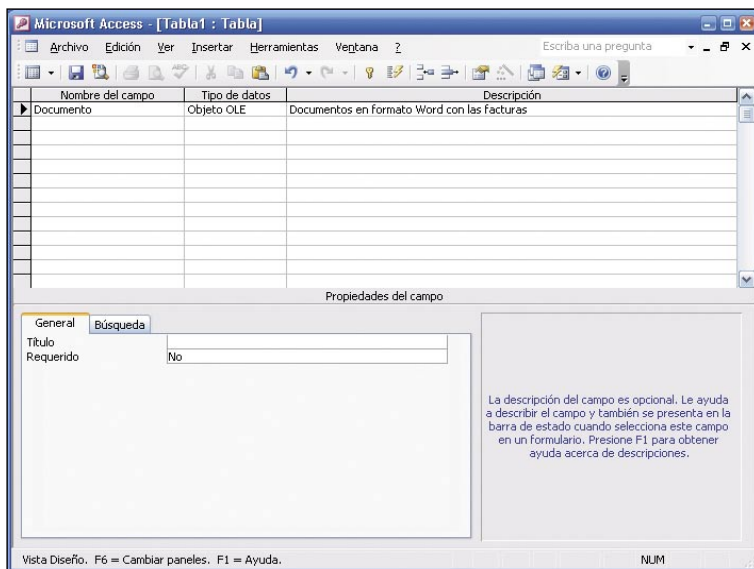 Microsoft Access - [Tabla1 : Tabla]
Archivo Edición Ver Insertar Herramientas Ventana ? Escriba una pregunta
Nombre del campo Tipo de datos Descripción
Documento Objeto OLE Documentos en formato Word con las facturas
Propiedades del campo
General Búsqueda
Título
Requerido No
La descripción del campo es opcional. Le ayuda
a describir el campo y también se presenta en la
barra de estado cuando selecciona este campo
en un formulario. Presione F1 para obtener
ayuda acerca de descripciones.
Vista Diseño. F6 = Cambiar paneles. F1 = Ayuda. NUM